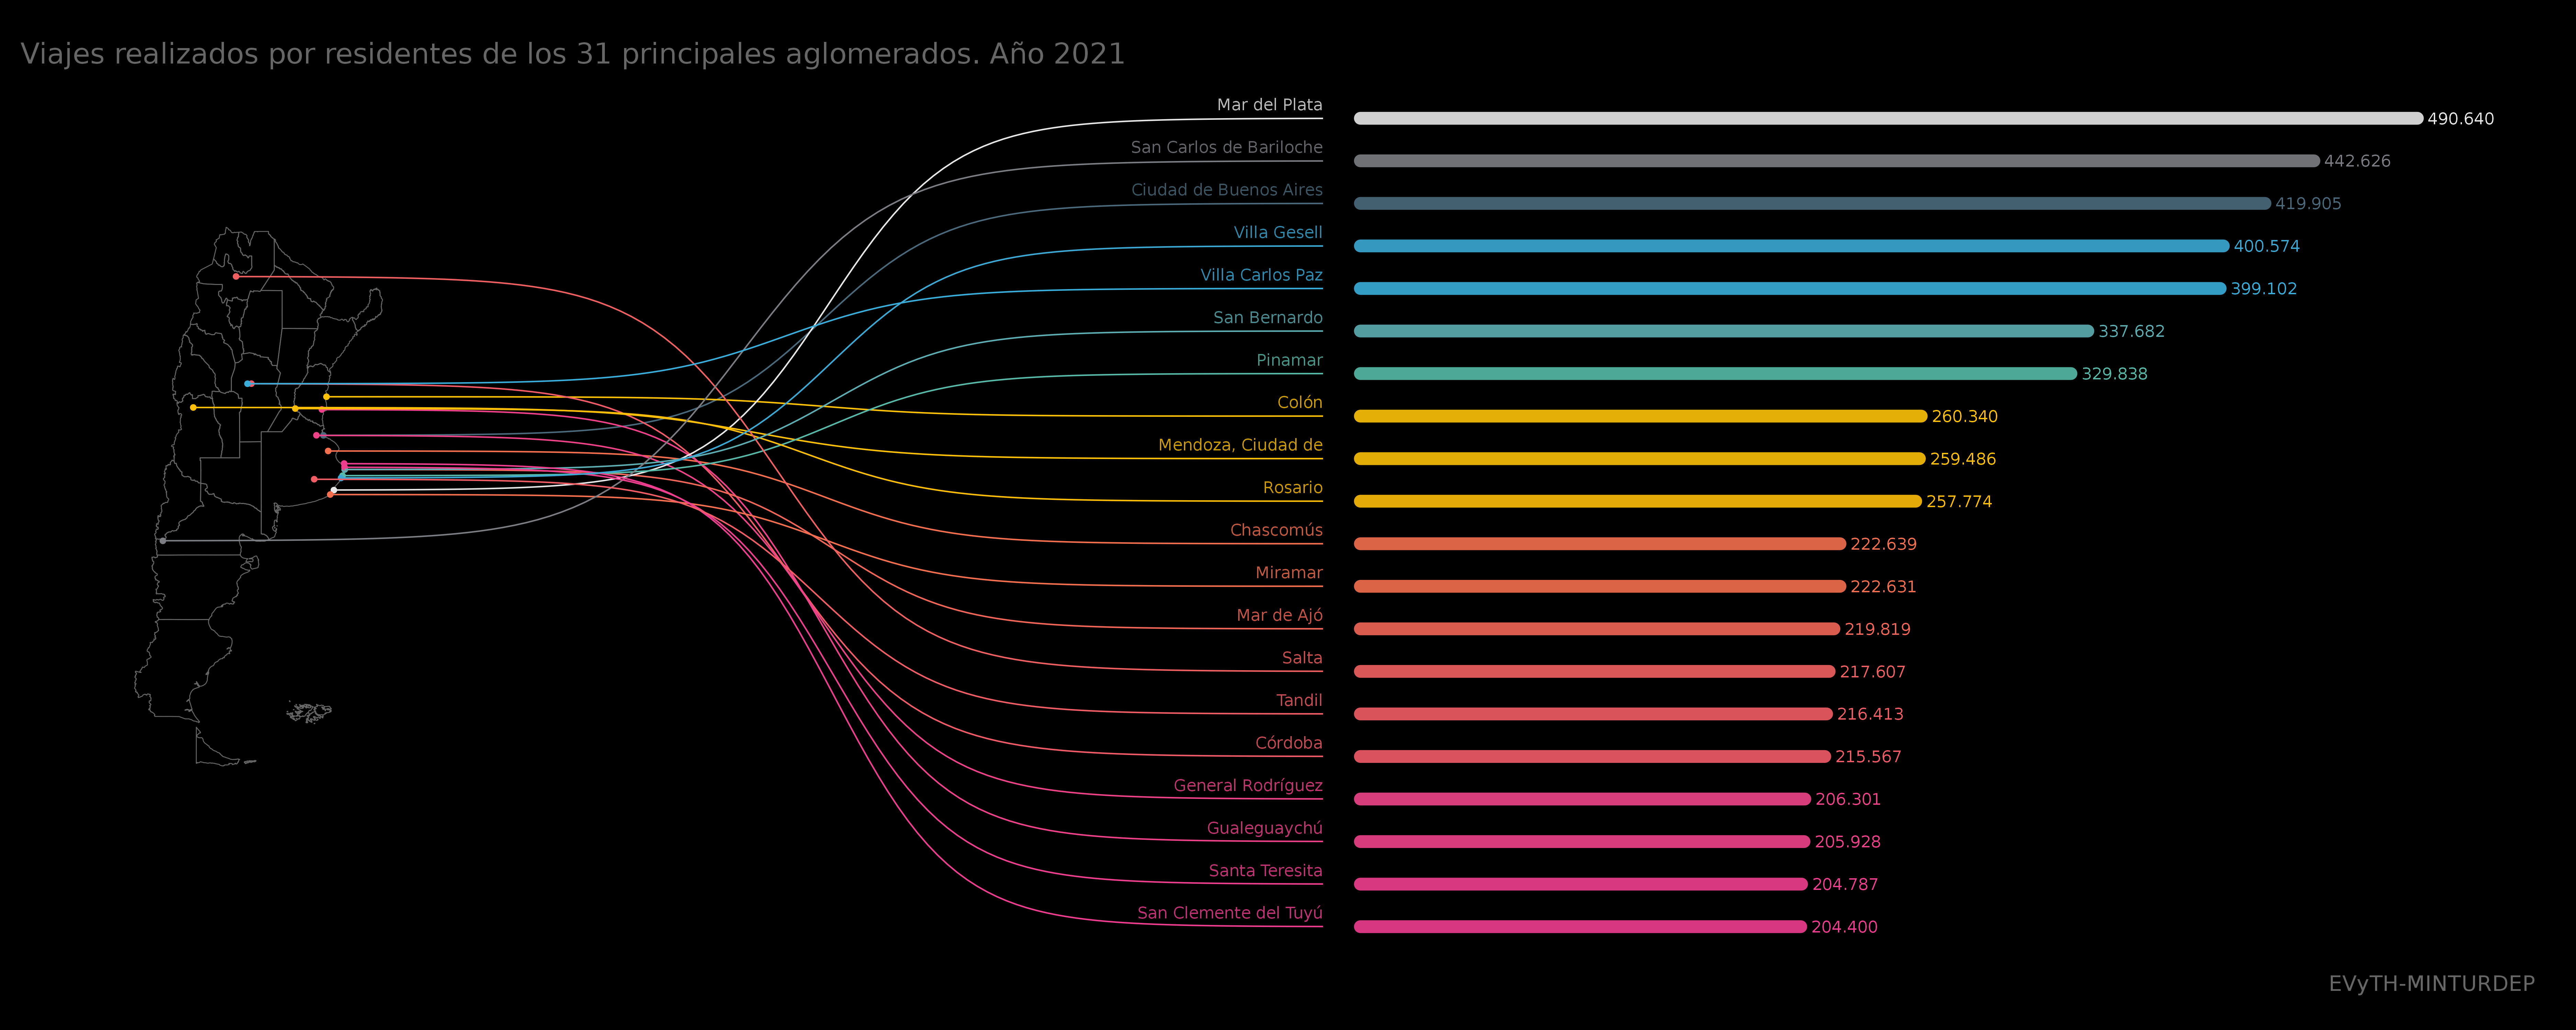 Viajes realizados por residentes de los 31 principales aglomerados. Año 2021
Mar del Plata 490.640
San Carlos de Bariloche 442.626
Ciudad de Buenos Aires 419.905
Villa Gesell 400.574
Villa Carlos Paz 399.102
San Bernardo 337.682
Pinamar 329.838
Colón 260.340
Mendoza, Ciudad de 259.486
Rosario 257.774
Chascomús 222.639
Miramar 222.631
Mar de Ajó 219.819
Salta 217.607
Tandil 216.413
Córdoba 215.567
General Rodríguez 206.301
Gualeguaychú 205.928
Santa Teresita 204.787
San Clemente del Tuyú 204.400
EVyTH-MINTURDEP